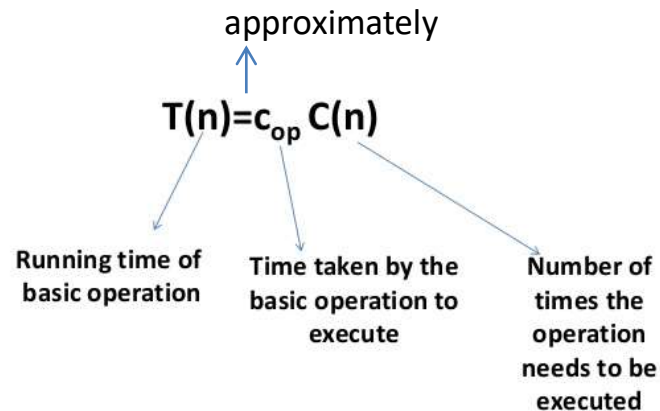 approximately
T(n)=c_op C(n)
Running time of
basic operation
Time taken by the
basic operation to
execute
Number of
times the
operation
needs to be
executed